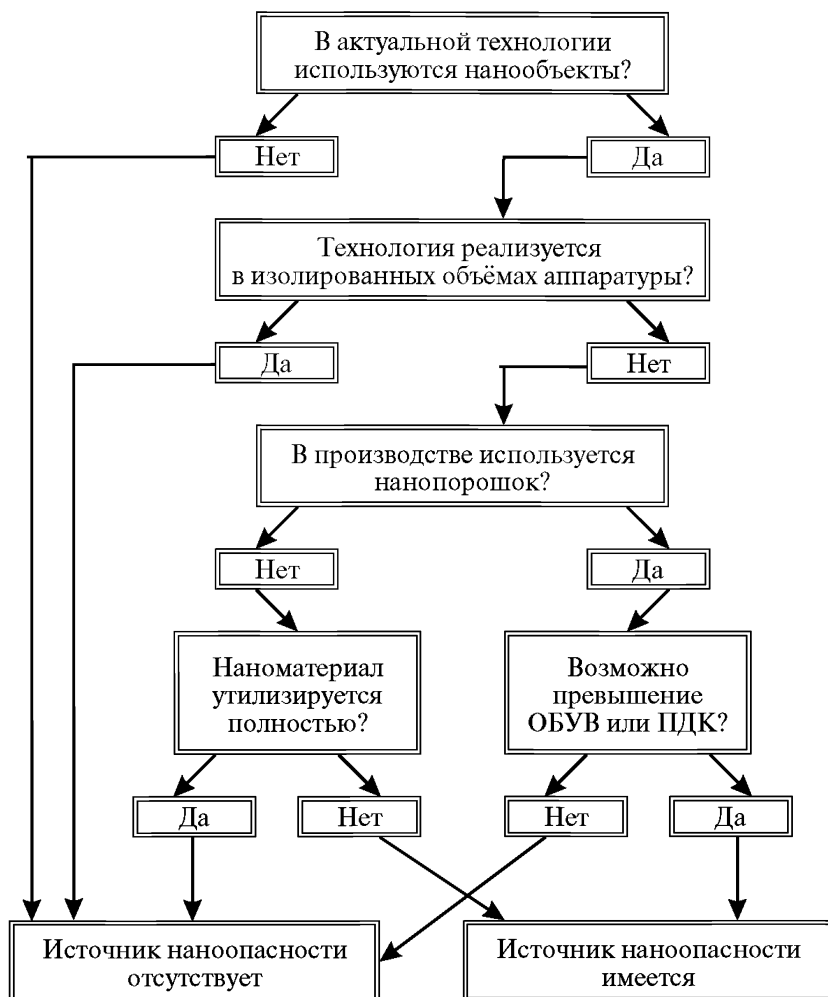 В актуальной технологии
используются нанообъекты?
Нет
Да
Технология реализуется
в изолированных объёмах аппаратуры?
Да
Нет
В производстве используется
нанопорошок?
Нет
Да
Наноматериал
утилизируется
полностью?
Возможно
превышение
ОБУВ или ПДК?
Да
Нет
Нет
Да
Источник наноопасности
отсутствует
Источник наноопасности
имеется